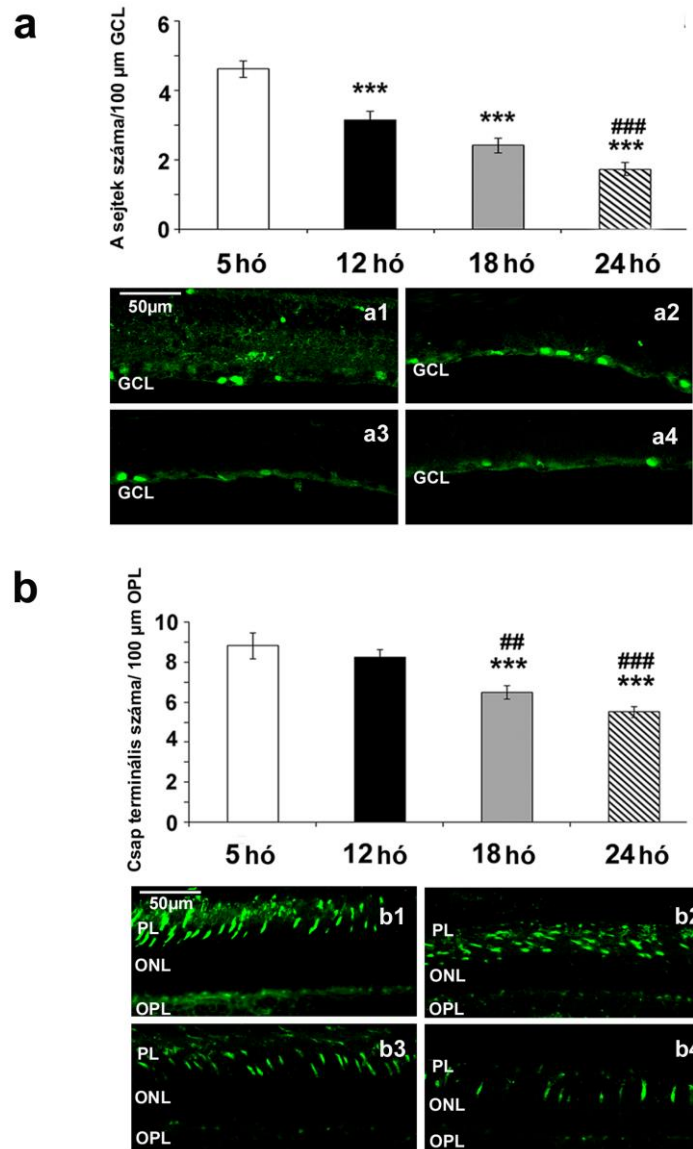 a
A sejtek száma/100 µm GCL
6
4
2
0
***
***
###
***
5 hó 12 hó 18 hó 24 hó
50µm
a1
GCL
a2
GCL
a3
GCL
a4
GCL
b
Csap terminális száma/ 100 µm OPL
10
8
6
4
2
0
##
***
###
***
5 hó 12 hó 18 hó 24 hó
50µm
b1
PL
ONL
OPL
b2
PL
ONL
OPL
b3
PL
ONL
OPL
b4
PL
ONL
OPL